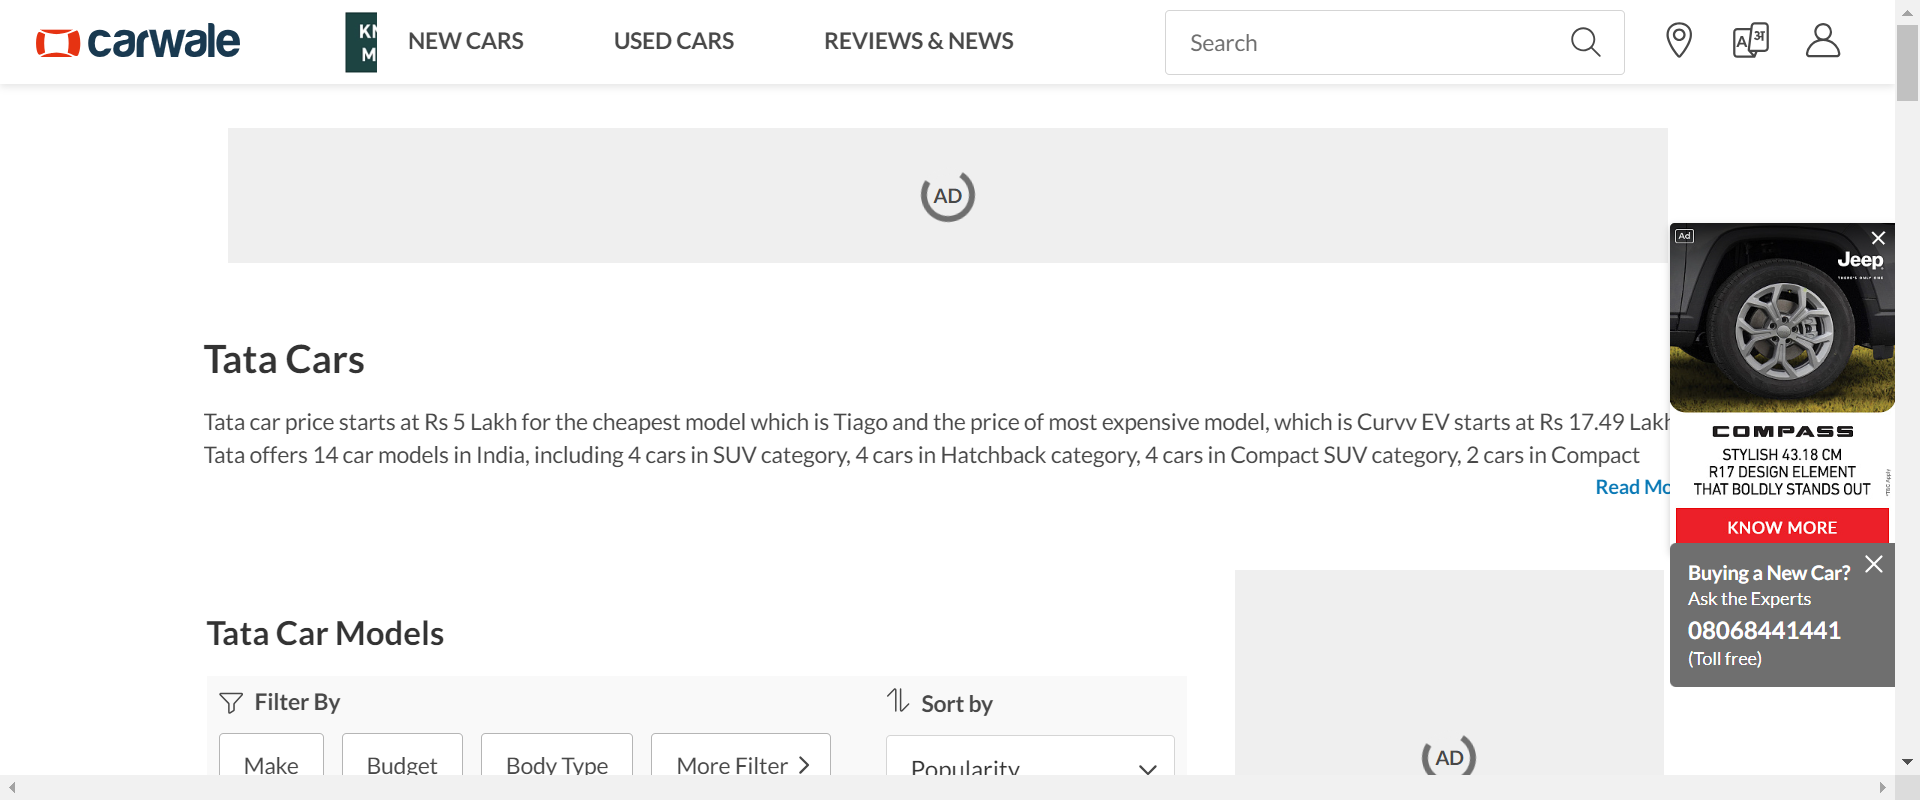 carwale
KN
M
NEW CARS
USED CARS
REVIEWS & NEWS
Search
A अ
AD
Tata Cars
Tata car price starts at Rs 5 Lakh for the cheapest model which is Tiago and the price of most expensive model, which is Curvv EV starts at Rs 17.49 Lakh
Tata offers 14 car models in India, including 4 cars in SUV category, 4 cars in Hatchback category, 4 cars in Compact SUV category, 2 cars in Compact
Read Mo
Ad
Jeep
COMPASS
STYLISH 43.18 CM
R17 DESIGN ELEMENT
THAT BOLDLY STANDS OUT
KNOW MORE
Buying a New Car?
Ask the Experts
08068441441
(Toll free)
Tata Car Models
Filter By
Sort by
Make
Budget
Body Type
More Filter
Popularity
AD